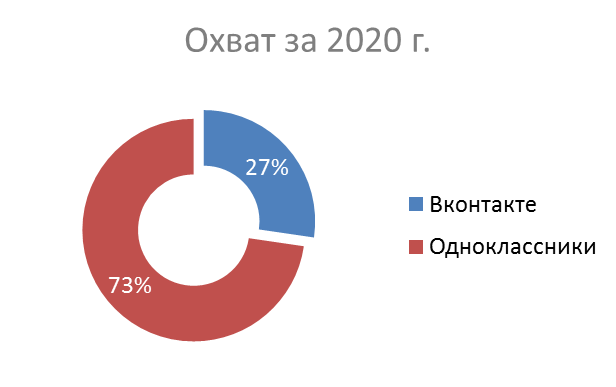 Охват за 2020 г.
27%
73%
Вконтакте
Одноклассники